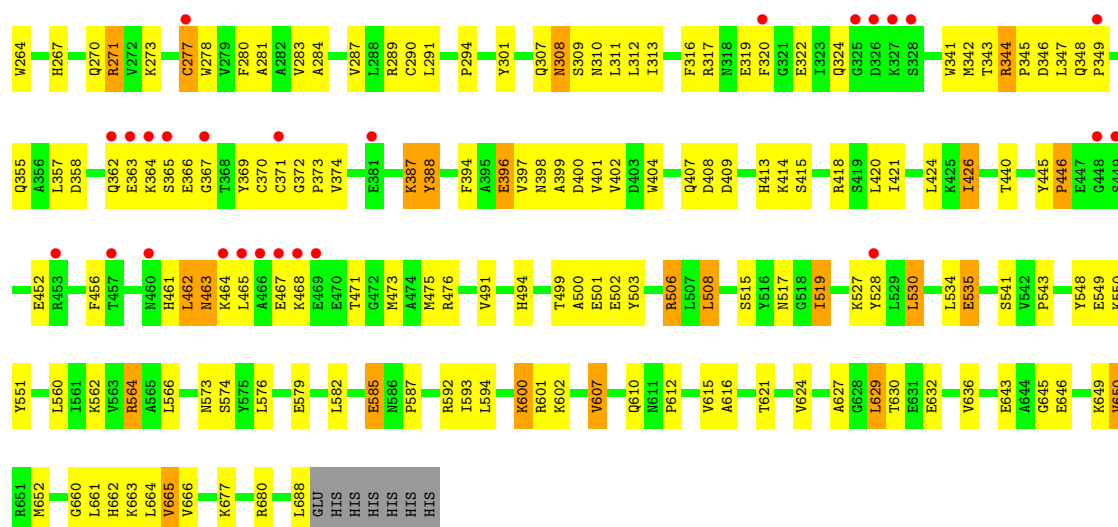 W264 H267 Q270 R271 V272 K273 C277 W278 V279 F280 A281 A282 V283 A284 V287 L288 R289 C290 L291 P294 Y301 Q307 N308 S309 N310 L311 L312 I313 F316 R317 N318 E319 F320 G321 E322 I323 Q324 G325 D326 K327 S328 W341 M342 T343 R344 P345 D346 L347 Q348 P349
Q355 A356 L357 D358 Q362 E363 K364 S365 E366 G367 T368 Y369 C370 C371 G372 P373 V374 E381 K387 Y388 F394 A395 E396 V397 N398 A399 D400 V401 V402 D403 W404 Q407 D408 D409 H413 K414 S415 R418 S419 L420 I421 L424 K425 I426 T440 Y445 P446 E447 G448
E452 R453 F456 T457 N460 H461 L462 N463 K464 L465 A466 E467 K468 E469 E470 T471 G472 M473 A474 M475 R476 V491 H494 T499 A500 E501 E502 Y503 R506 L507 L508 S515 Y516 N517 G518 I519 K527 Y528 L529 L530 L534 E535 S541 V542 P543 Y548 E549
Y551 L560 I561 K562 V563 R564 A565 L566 N573 S574 Y575 L576 E579 L582 E585 N586 P587 R592 I593 L594 K600 R601 K602 V607 Q610 N611 P612 V615 A616 T621 V624 A627 G628 L629 T630 E631 E632 V636 E643 A644 G645 E646 K649
R651 M652 G660 L661 H662 K663 L664 V665 V666 K677 R680 L688 GLU HIS HIS HIS HIS HIS HIS